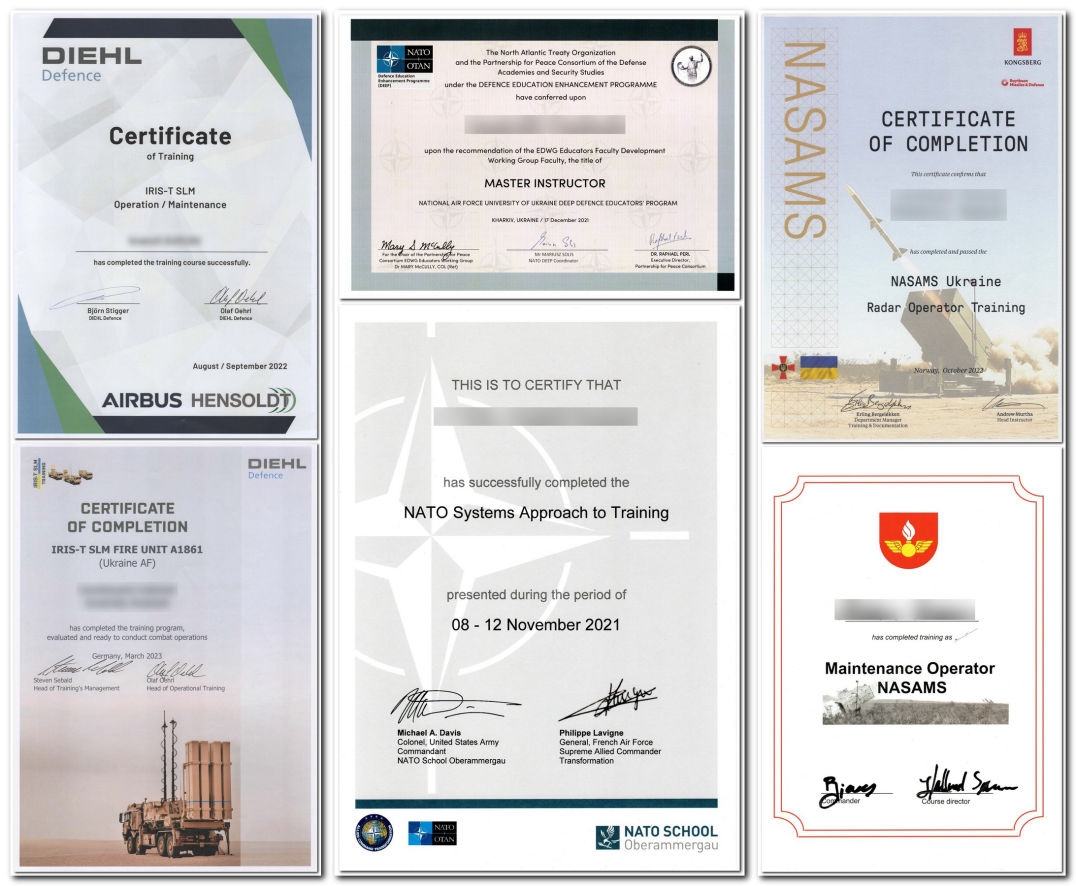 DIEHL
Defence
Certificate
of Training
IRIS-T SLM
Operation / Maintenance
has completed the training course successfully.
Björn Stigger
DIEHL Defence
Olaf Oehrl
DIEHL Defence
August / September 2022
AIRBUS HENSOLDT
NATO
OTAN
Defence Education
Enhancement Programme
(DEEP)
The North Atlantic Treaty Organization
and the Partnership for Peace Consortium of the Defense
Academies and Security Studies
under the DEFENCE EDUCATION ENHANCEMENT PROGRAMME
have conferred upon
upon the recommendation of the EDWG Educators Faculty Development
Working Group Faculty, the title of
MASTER INSTRUCTOR
NATIONAL AIR FORCE UNIVERSITY OF UKRAINE DEEP DEFENCE EDUCATORS' PROGRAM
KHARKIV, UKRAINE / 17 December 2021
Mary S McCully
For the Chair of the Partnership for Peace
Consortium EDWG Educators Working Group
Dr MARY McCULLY, COL (Ret)
Mr MARIUSZ SOLIS
NATO DEEP Coordinator
DR. RAPHAEL PERL
Executive Director,
Partnership for Peace Consortium
NASAMS
KONGSBERG
Raytheon
Missiles & Defense
CERTIFICATE
OF COMPLETION
This certificate confirms that
has completed and passed the
NASAMS Ukraine
Radar Operator Training
Norway, October 2022
Erling Bergeløkken
Department Manager
Training & Documentation
Andrew Murtha
Head Instructor
IRIS-T SLM
TRAINING
DIEHL
Defence
CERTIFICATE
OF COMPLETION
IRIS-T SLM FIRE UNIT A1861
(Ukraine AF)
has completed the training program,
evaluated and ready to conduct combat operations
Germany, March 2023
Steven Sebald
Head of Training's Management
Olaf Oehrl
Head of Operational Training
THIS IS TO CERTIFY THAT
has successfully completed the
NATO Systems Approach to Training
presented during the period of
08 - 12 November 2021
Michael A. Davis
Colonel, United States Army
Commandant
NATO School Oberammergau
Philippe Lavigne
General, French Air Force
Supreme Allied Commander
Transformation
NATO
OTAN
NATO SCHOOL
Oberammergau
has completed training as
Maintenance Operator
NASAMS
Commander
Course director